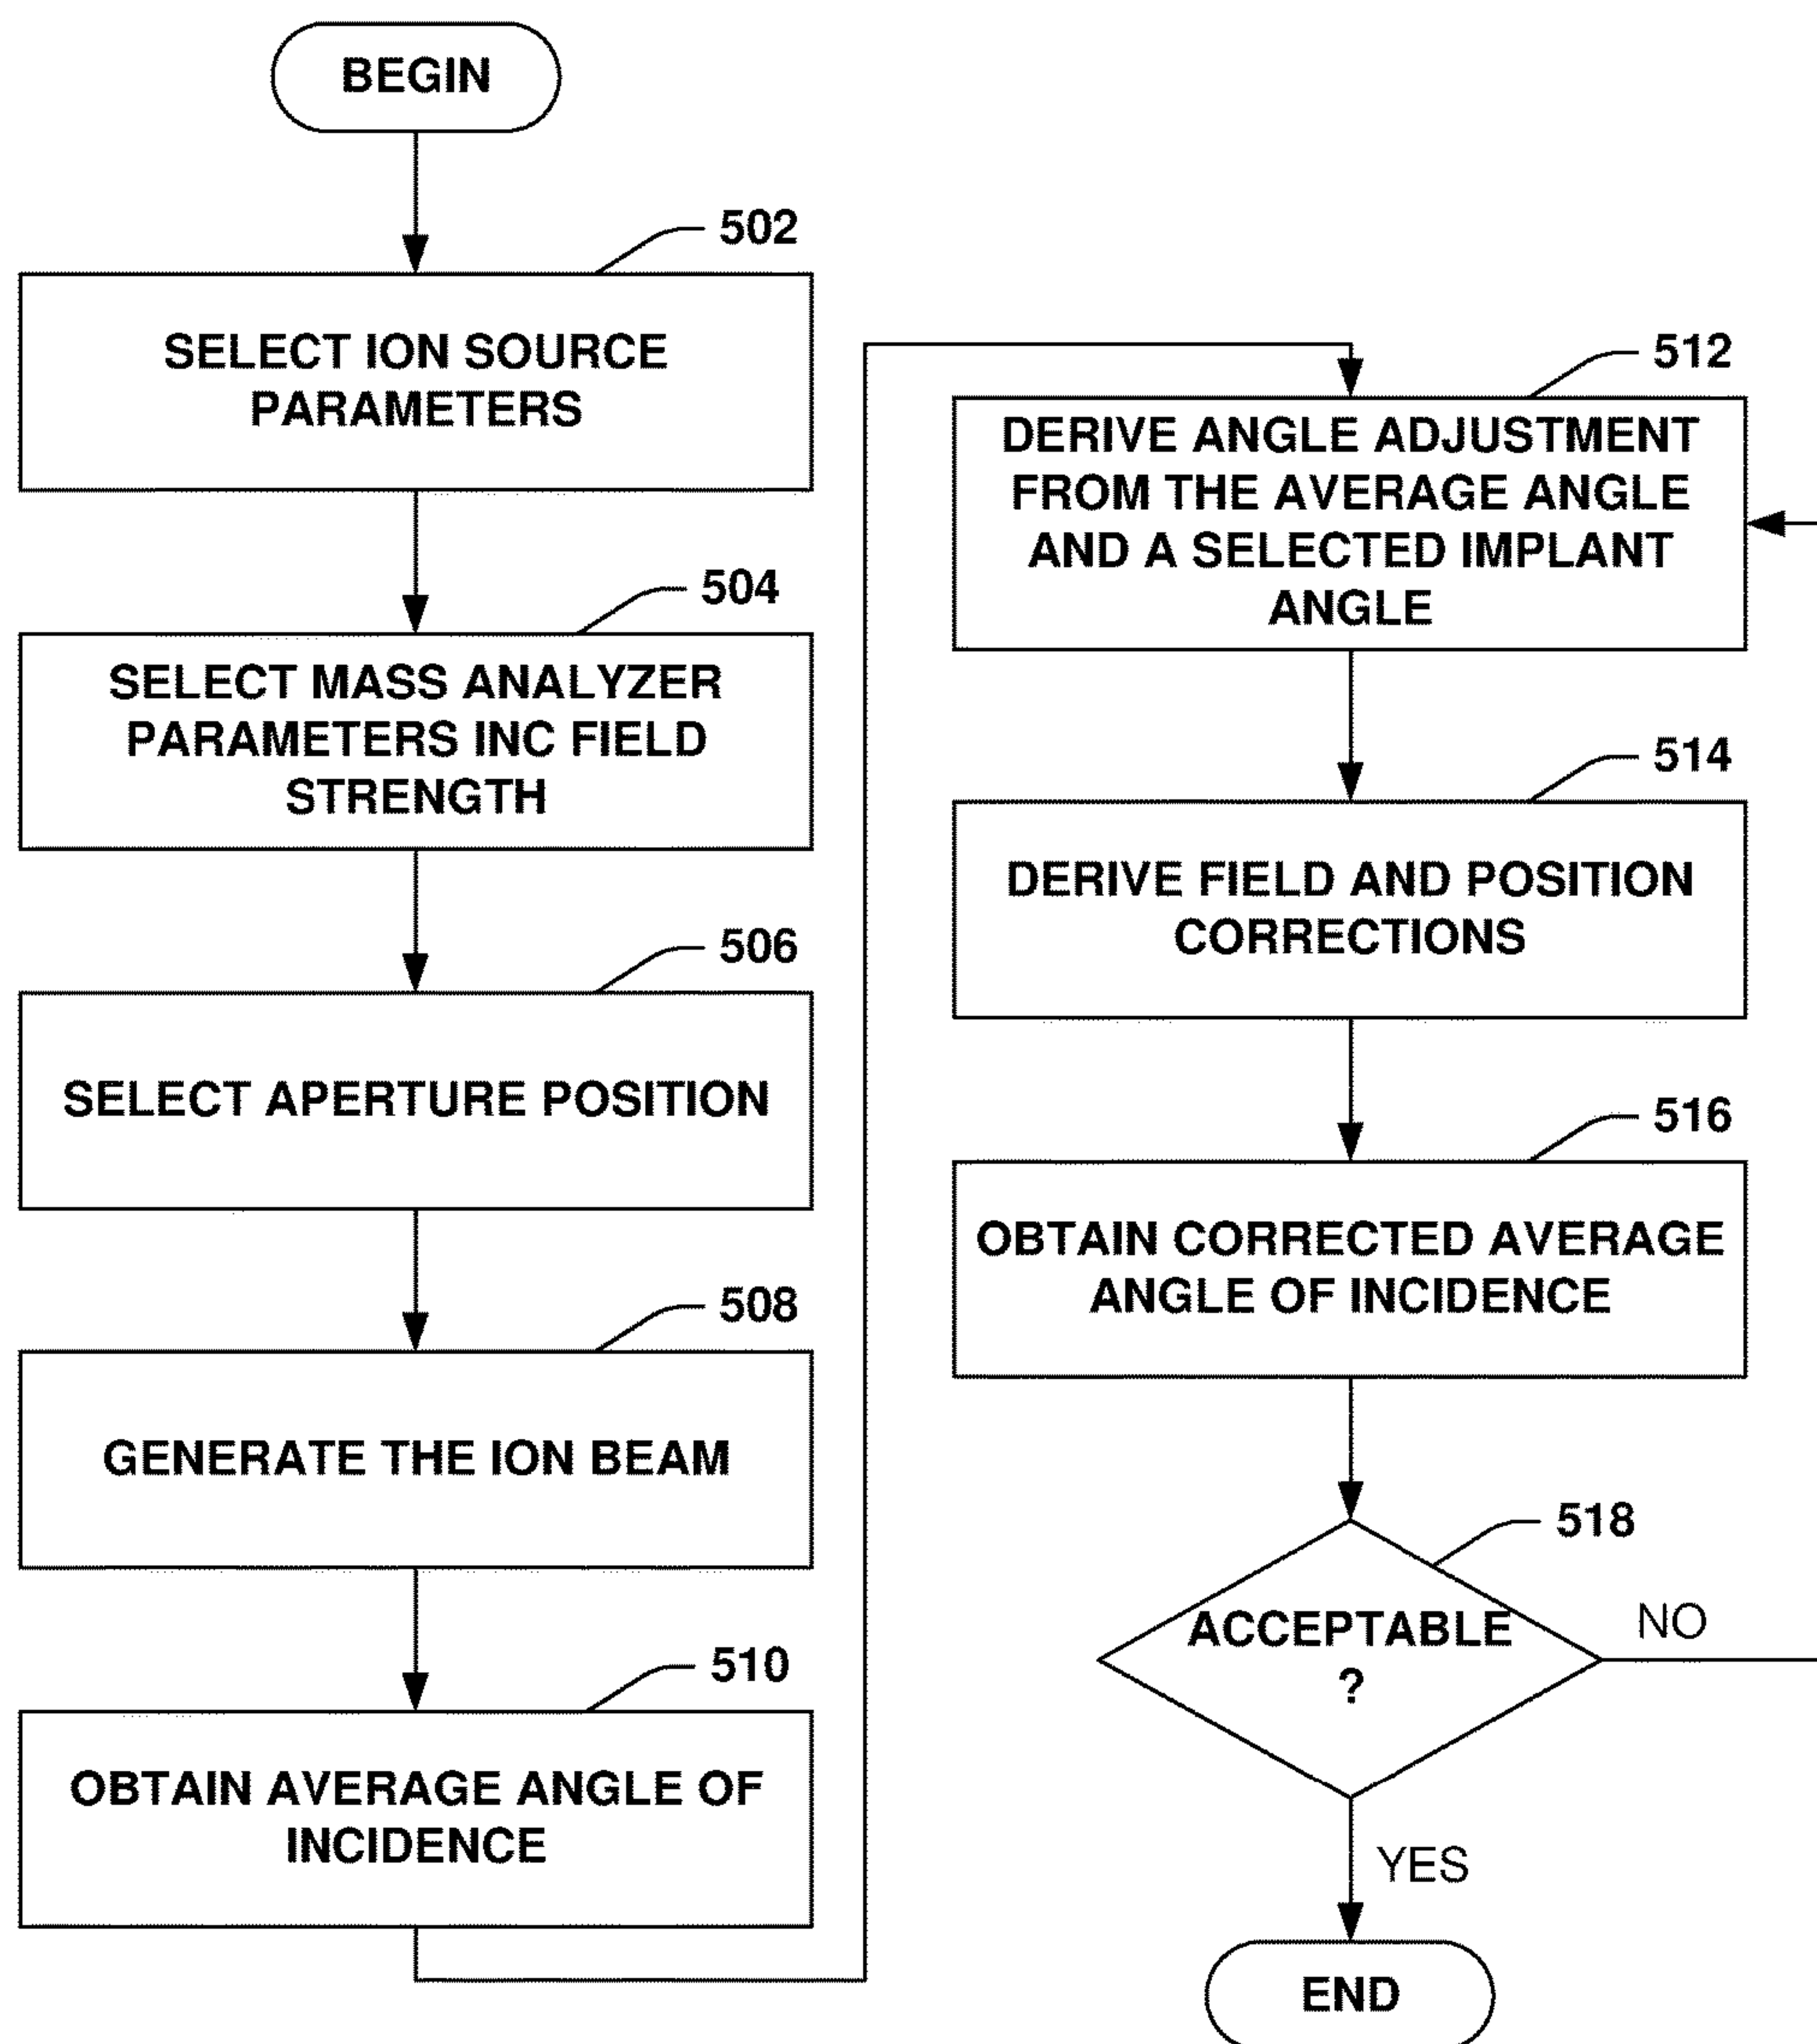 BEGIN
502
SELECT ION SOURCE
PARAMETERS
504
SELECT MASS ANALYZER
PARAMETERS INC FIELD
STRENGTH
506
SELECT APERTURE POSITION
508
GENERATE THE ION BEAM
510
OBTAIN AVERAGE ANGLE OF
INCIDENCE
512
DERIVE ANGLE ADJUSTMENT
FROM THE AVERAGE ANGLE
AND A SELECTED IMPLANT
ANGLE
514
DERIVE FIELD AND POSITION
CORRECTIONS
516
OBTAIN CORRECTED AVERAGE
ANGLE OF INCIDENCE
518
ACCEPTABLE
?
NO
YES
END